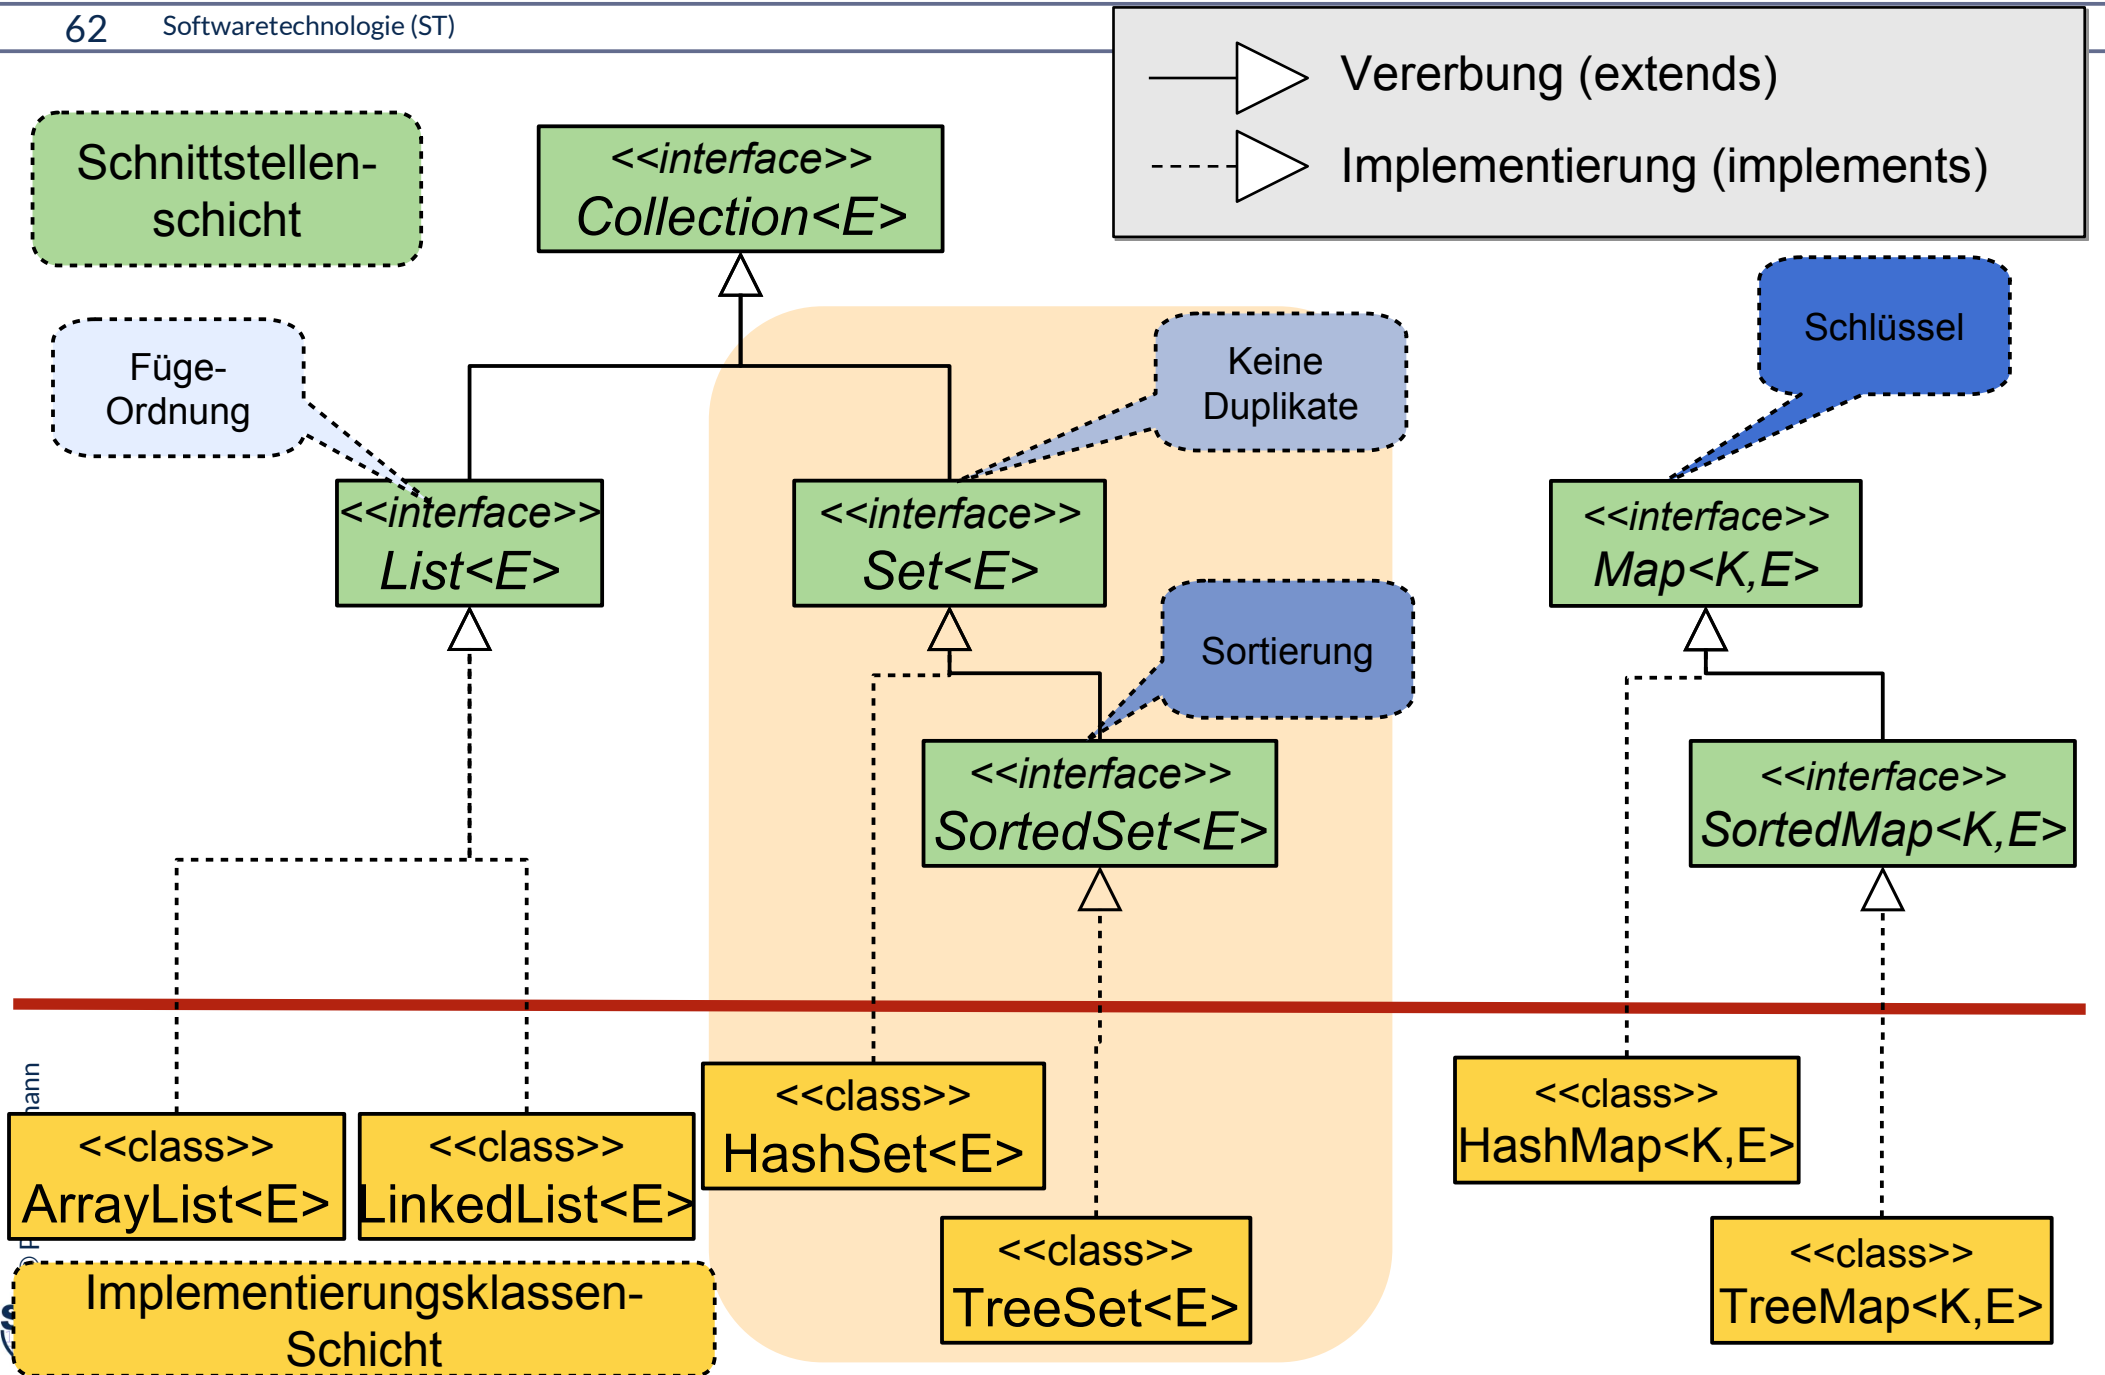 62
Softwaretechnologie (ST)
Vererbung (extends)
Implementierung (implements)
Schnittstellen-
schicht
<<interface>>
Collection<E>
Füge-
Ordnung
Keine
Duplikate
Schlüssel
<<interface>>
List<E>
<<interface>>
Set<E>
<<interface>>
Map<K,E>
Sortierung
<<interface>>
SortedSet<E>
<<interface>>
SortedMap<K,E>
<<class>>
ArrayList<E>
<<class>>
LinkedList<E>
<<class>>
HashSet<E>
<<class>>
HashMap<K,E>
<<class>>
TreeSet<E>
<<class>>
TreeMap<K,E>
Implementierungsklassen-
Schicht